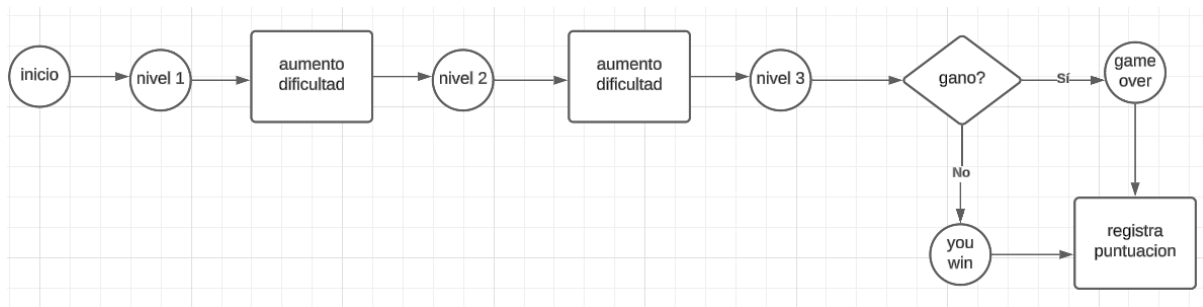 inicio
nivel 1
aumento
dificultad
nivel 2
aumento
dificultad
nivel 3
gano?
Sí
game
over
No
you
win
registra
puntuacion